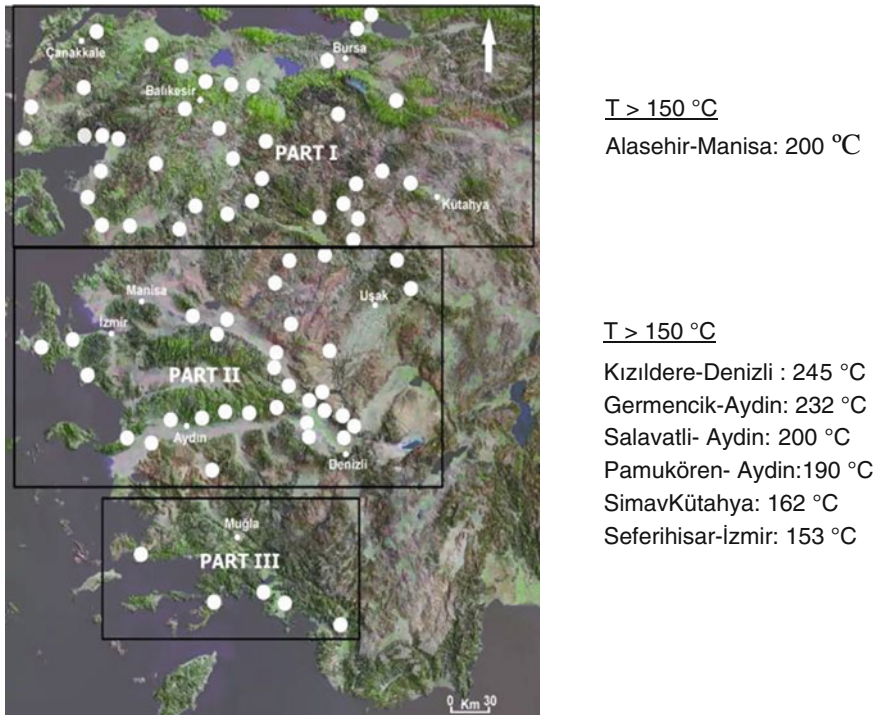 Çanakkale
Bursa
Balıkesir
PART I
Kütahya
Manisa
Uşak
İzmir
PART II
Aydın
Denizli
Muğla
PART III
0 Km 30
T > 150 °C
Alasehir-Manisa: 200 °C
T > 150 °C
Kızıldere-Denizli : 245 °C
Germencik-Aydin: 232 °C
Salavatli- Aydin: 200 °C
Pamukören- Aydin:190 °C
SimavKütahya: 162 °C
Seferihisar-İzmir: 153 °C